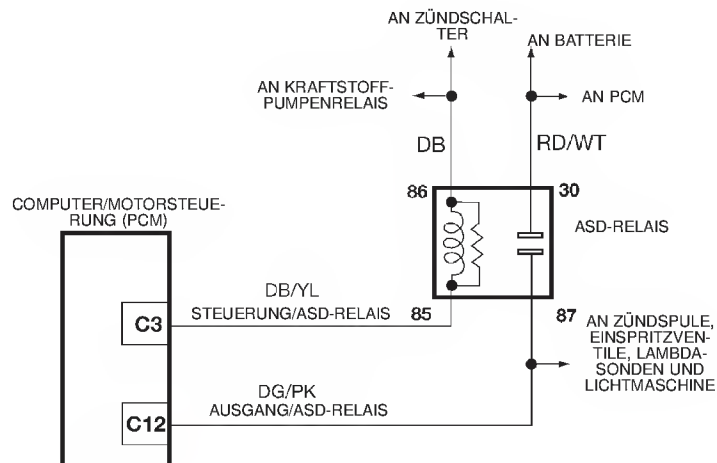 AN ZÜNDSCHAL-
TER
AN BATTERIE
AN KRAFTSTOFF-
PUMPENRELAIS
AN PCM
DB
RD/WT
86
30
COMPUTER/MOTORSTEUE-
RUNG (PCM)
ASD-RELAIS
DB/YL
C3
STEUERUNG/ASD-RELAIS
85
87
AN ZÜNDSPULE,
EINSPRITZVEN-
TILE, LAMBDA-
SONDEN UND
LICHTMASCHINE
DG/PK
C12
AUSGANG/ASD-RELAIS